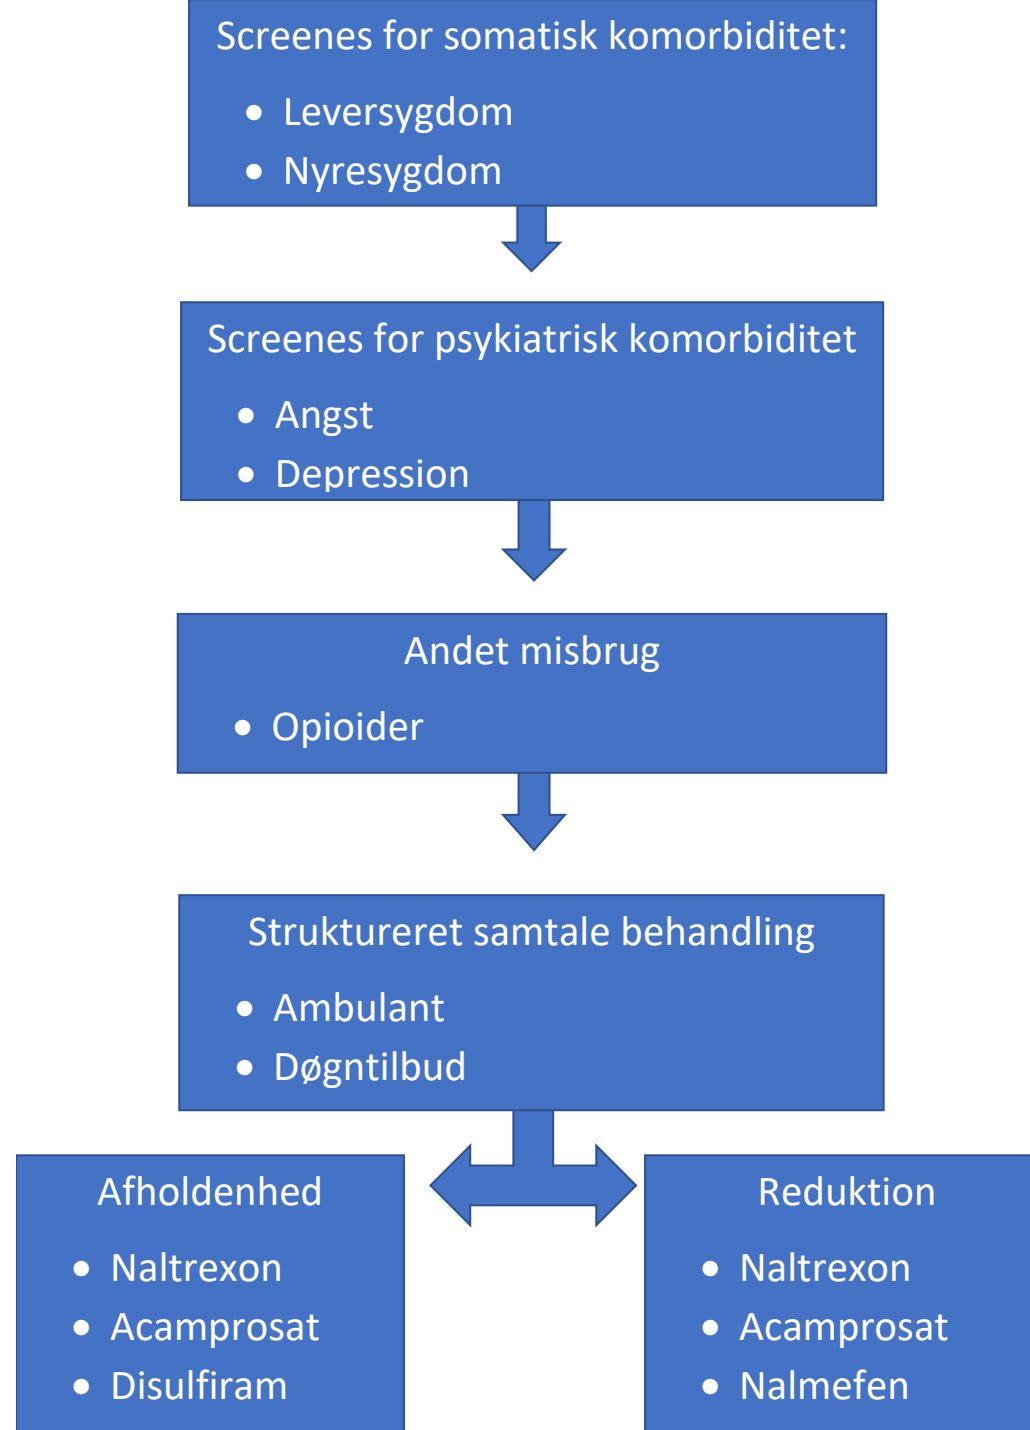 Screenes for somatisk komorbiditet:
• Leversygdom
• Nyresygdom
Screenes for psykiatrisk komorbiditet
• Angst
• Depression
Andet misbrug
• Opioider
Struktureret samtale behandling
• Ambulant
• Døgntilbud
Afholdenhed
• Naltrexon
• Acamprosat
• Disulfiram
Reduktion
• Naltrexon
• Acamprosat
• Nalmefen